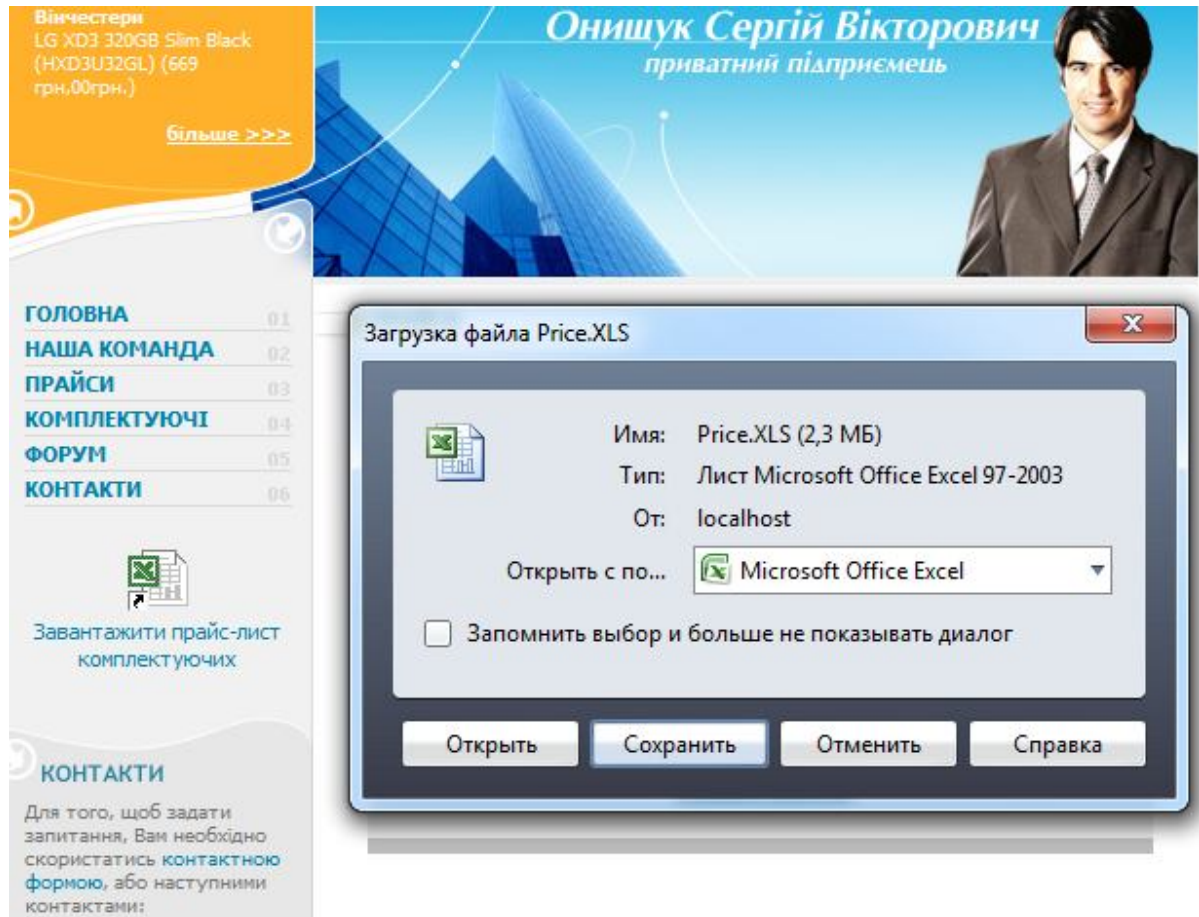 Вінчестери
LG XD3 320GB Slim Black
(HXD3U32GL) (669
грн,00грн.)
більше >>>
Онищук Сергій Вікторович
приватний підприємець
ГОЛОВНА 01
НАША КОМАНДА 02
ПРАЙСИ 03
КОМПЛЕКТУЮЧІ 04
ФОРУМ 05
КОНТАКТИ 06
Завантажити прайс-лист
комплектуючих
КОНТАКТИ
Для того, щоб задати
запитання, Вам необхідно
скористатись контактною
формою, або наступними
контактами:
Загрузка файла Price.XLS
Имя: Price.XLS (2,3 МБ)
Тип: Лист Microsoft Office Excel 97-2003
От: localhost
Открыть с по... Microsoft Office Excel
Запомнить выбор и больше не показывать диалог
Открыть Сохранить Отменить Справка